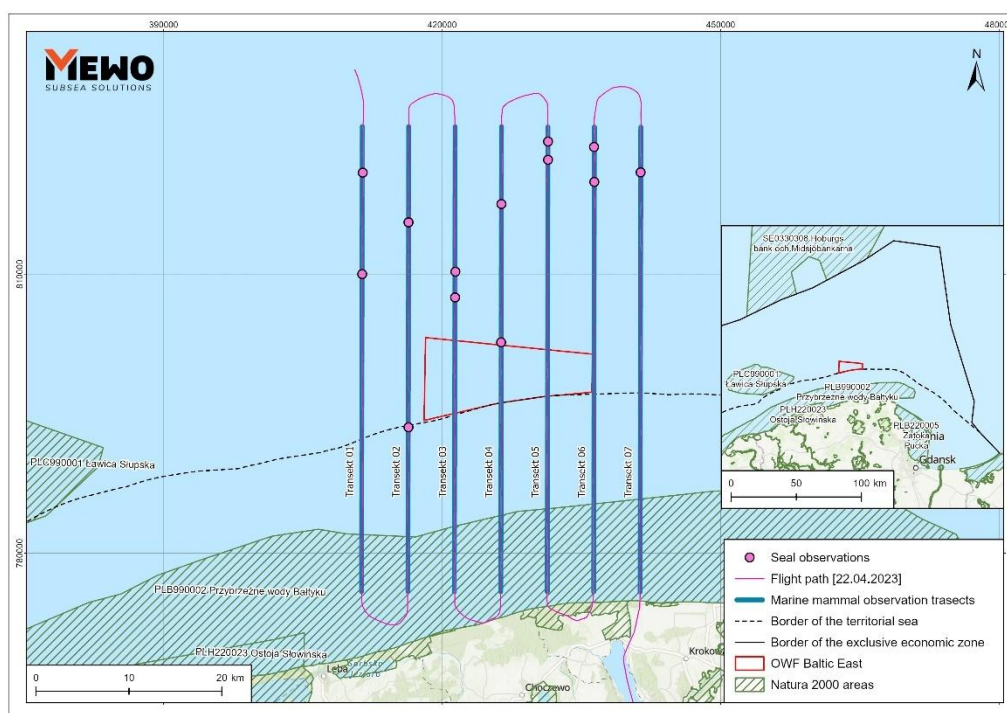 390000
420000
450000
48000
MEWO
SUBSEA SOLUTIONS
N
810000
780000
810000
780000
Transekt 01
Transekt 02
Transekt 03
Transekt 04
Transekt 05
Transekt 06
Transekt 07
PLC990001 Ławica Słupska
PLB990002 Przybrzeżne wody Bałtyku
PLH220023 Ostoja Słowińska
Łeba
Choczewo
Krokowa
0 10 20 km
SE0330308 Hoburgs
bank och Midsjöbankarna
PLC990001
Ławica Słupska
PLB990002
Przybrzeżne wody Bałtyku
PLH220023
Ostoja Słowińska
PLB220005
Zatoka
Pucka
Gdańsk
0 50 100 km
Seal observations
Flight path [22.04.2023]
Marine mammal observation trasects
Border of the territorial sea
Border of the exclusive economic zone
OWF Baltic East
Natura 2000 areas